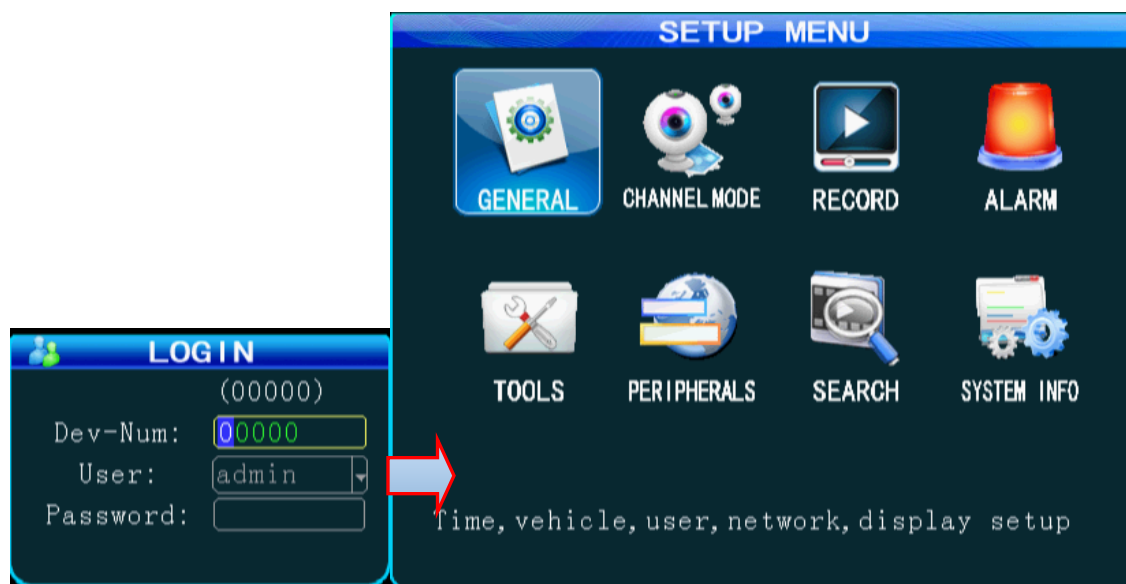 LOGIN
(00000)
Dev-Num: 00000
User: admin
Password:
SETUP MENU
GENERAL CHANNEL MODE RECORD ALARM
TOOLS PERIPHERALS SEARCH SYSTEM INFO
Time, vehicle, user, network, display setup